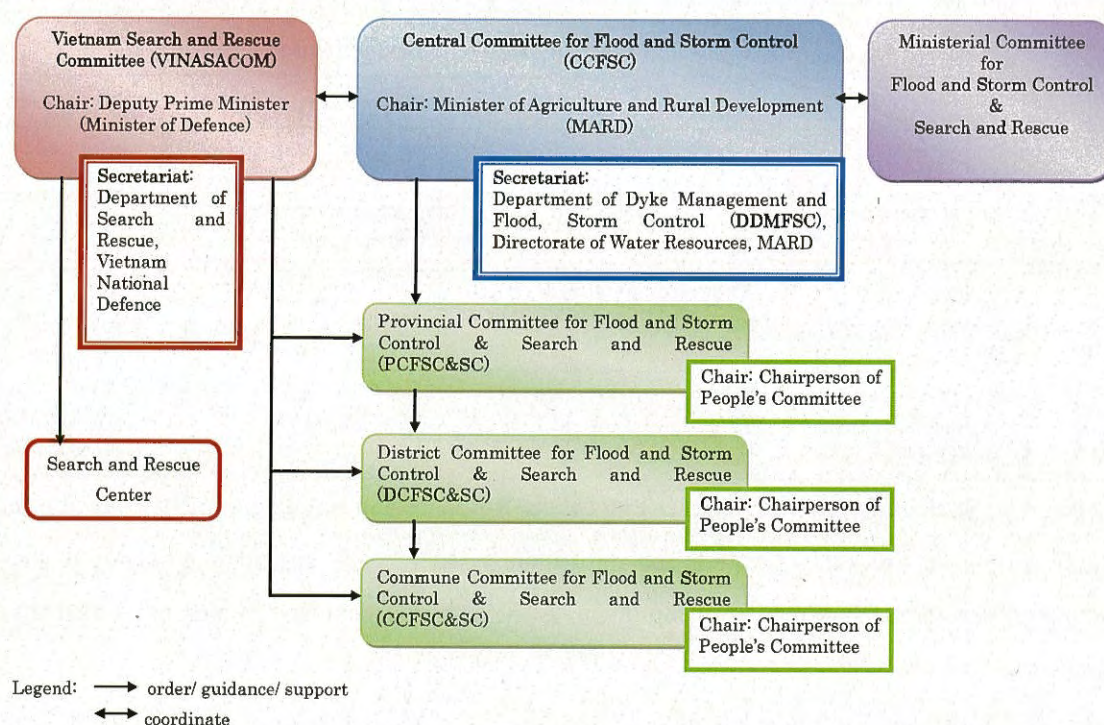 Vietnam Search and Rescue
Committee (VINASACOM)
Chair: Deputy Prime Minister
(Minister of Defence)
Central Committee for Flood and Storm Control
(CCFSC)
Chair: Minister of Agriculture and Rural Development
(MARD)
Ministerial Committee
for
Flood and Storm Control
&
Search and Rescue
Secretariat:
Department of
Search and
Rescue,
Vietnam
National
Defence
Secretariat:
Department of Dyke Management and
Flood, Storm Control (DDMFSC),
Directorate of Water Resources, MARD
Provincial Committee for Flood and Storm
Control & Search and Rescue
(PCFSC&SC)
Chair: Chairperson of
People's Committee
Search and Rescue
Center
District Committee for Flood and Storm
Control & Search and Rescue
(DCFSC&SC)
Chair: Chairperson of
People's Committee
Commune Committee for Flood and Storm
Control & Search and Rescue
(CCFSC&SC)
Chair: Chairperson of
People's Committee
Legend: order/ guidance/ support
coordinate